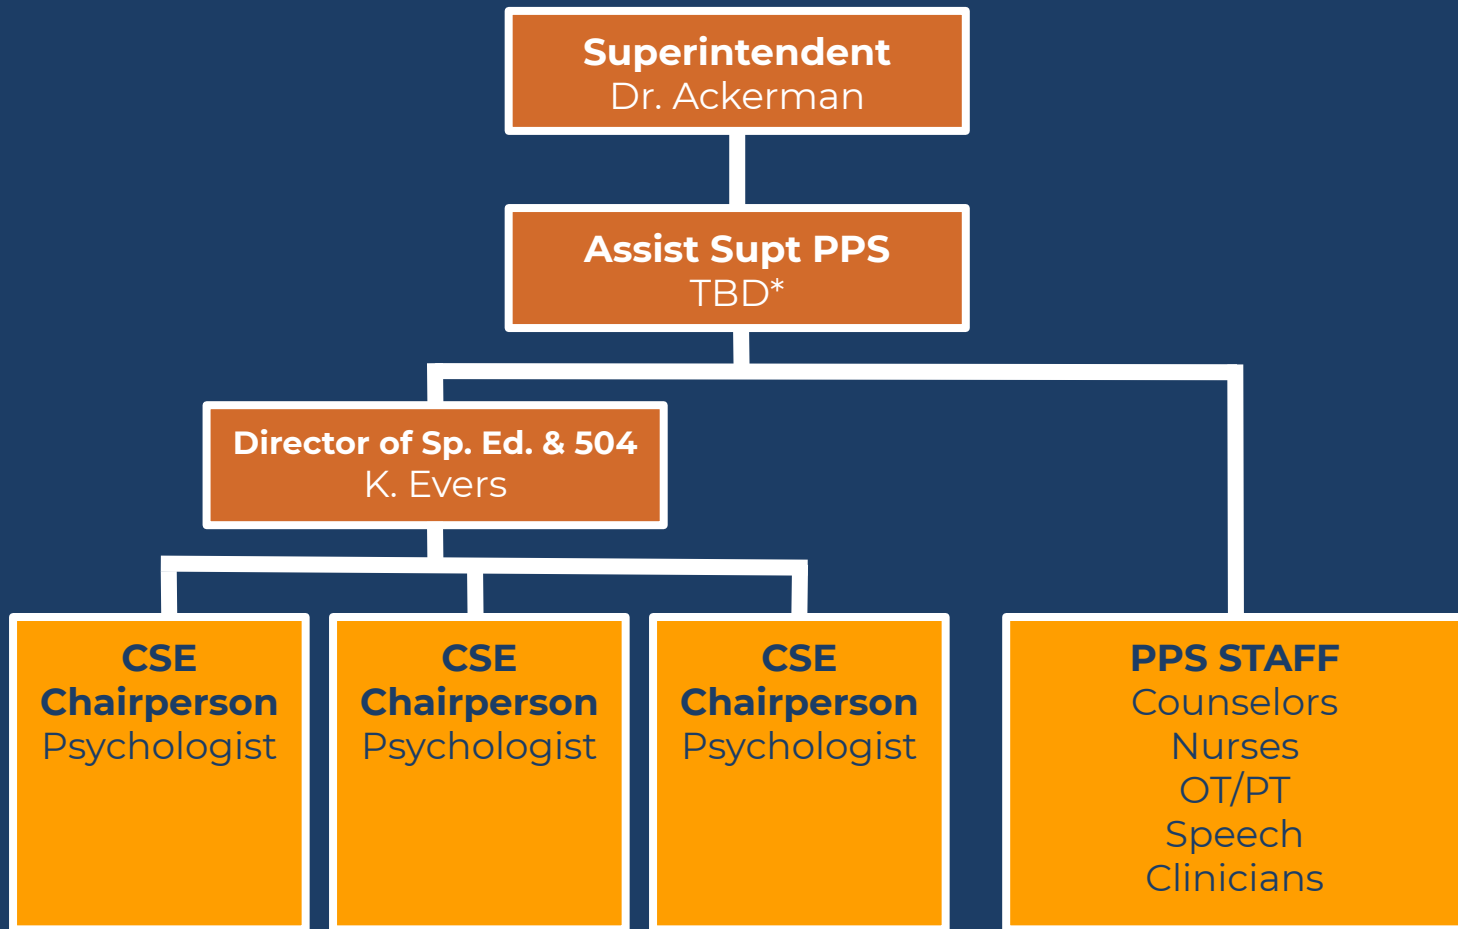 Superintendent
Dr. Ackerman
Assist Supt PPS
TBD*
Director of Sp. Ed. & 504
K. Evers
CSE
Chairperson
Psychologist
CSE
Chairperson
Psychologist
CSE
Chairperson
Psychologist
PPS STAFF
Counselors
Nurses
OT/PT
Speech
Clinicians